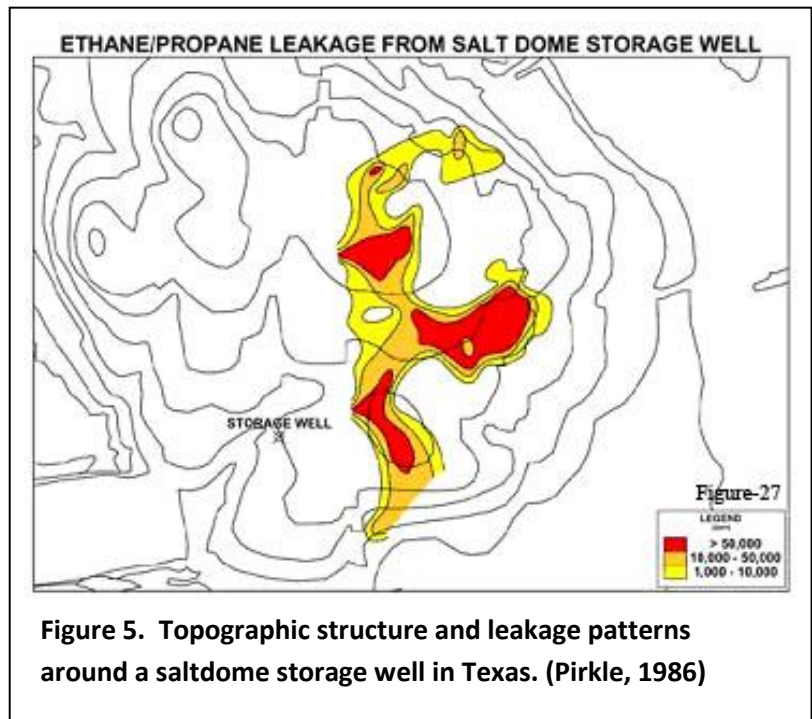 ETHANE/PROPANE LEAKAGE FROM SALT DOME STORAGE WELL
STORAGE WELL
Figure-27
LEGEND
> 50,000
10,000 - 50,000
1,000 - 10,000
Figure 5. Topographic structure and leakage patterns
around a saltdome storage well in Texas. (Pirkle, 1986)